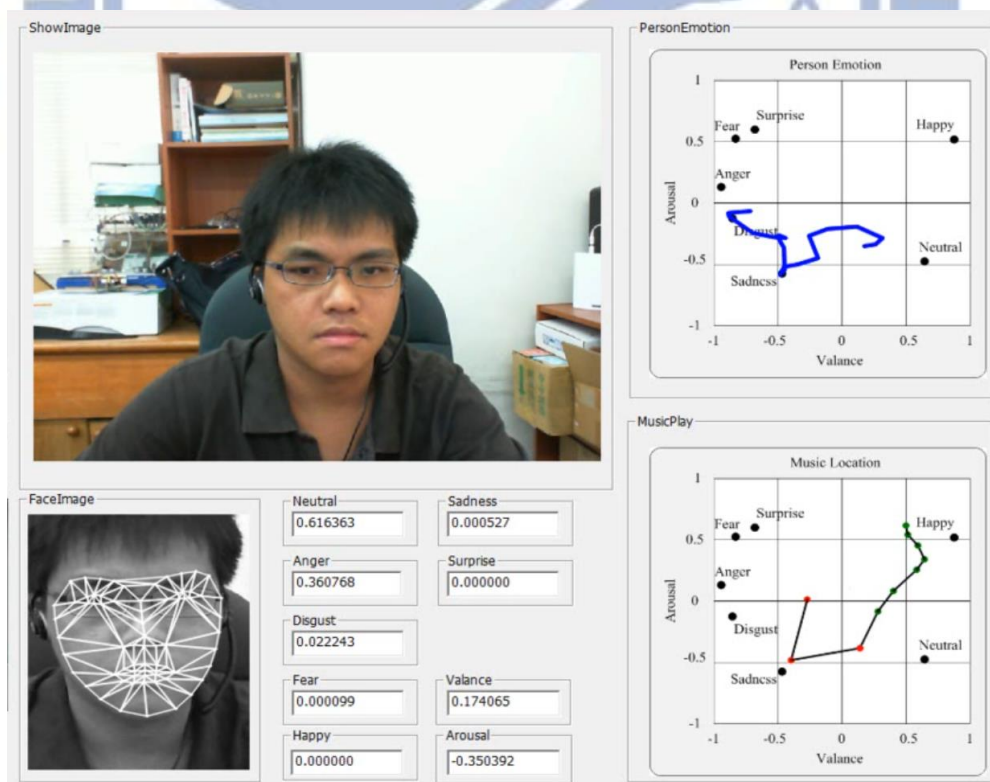 ShowImage
PersonEmotion
Person Emotion
1
Surprise
Fear
Happy
0.5
Anger
Arousal
0
Disgust
Neutral
-0.5
Sadness
-1
-1
-0.5
0
0.5
1
Valance
MusicPlay
Music Location
1
Surprise
Fear
Happy
0.5
Anger
Arousal
0
Disgust
Neutral
-0.5
Sadness
-1
-1
-0.5
0
0.5
1
Valance
FaceImage
Neutral
0.616363
Sadness
0.000527
Anger
0.360768
Surprise
0.000000
Disgust
0.022243
Fear
0.000099
Valance
0.174065
Happy
0.000000
Arousal
-0.350392